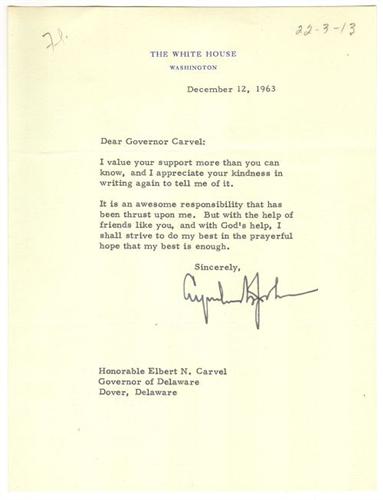 22-3-13
THE WHITE HOUSE
WASHINGTON
December 12, 1963
Dear Governor Carvel:
I value your support more than you can
know, and I appreciate your kindness in
writing again to tell me of it.
It is an awesome responsibility that has
been thrust upon me. But with the help of
friends like you, and with God's help, I
shall strive to do my best in the prayerful
hope that my best is enough.
Sincerely,
Honorable Elbert N. Carvel
Governor of Delaware
Dover, Delaware